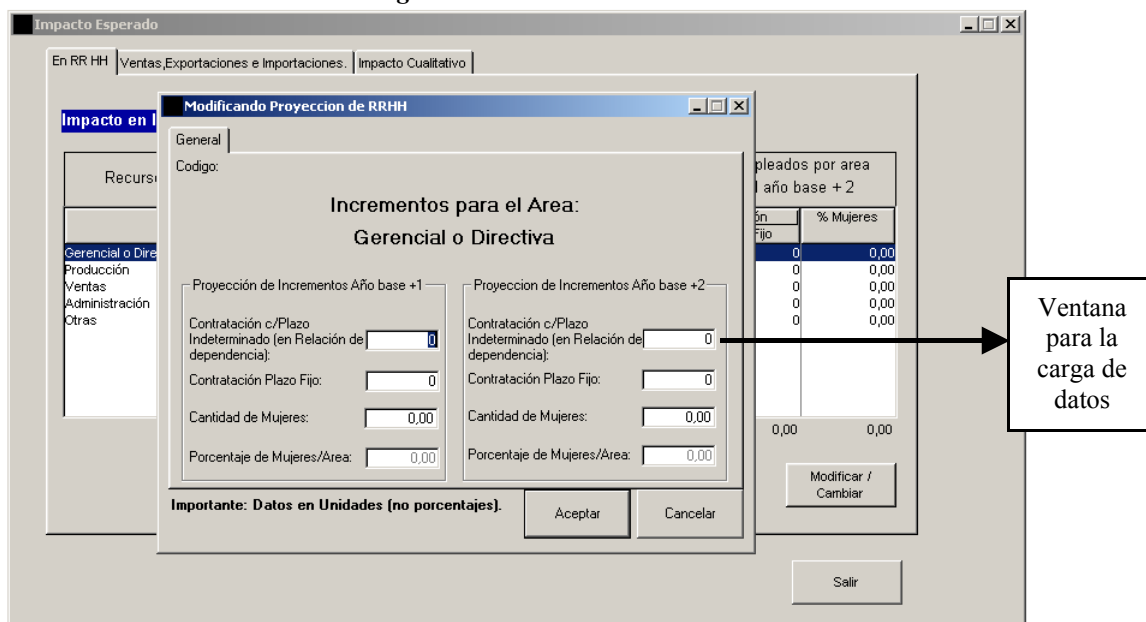 Impacto Esperado
En RR HH
Ventas,Exportaciones e Importaciones.
Impacto Cualitativo
Impacto en
Modificando Proyeccion de RRHH
General
Codigo:
Incrementos para el Area:
Gerencial o Directiva
Proyección de Incrementos Año base +1
Contratación c/Plazo
Indeterminado (en Relación de
dependencia):
0
Contratación Plazo Fijo:
0
Cantidad de Mujeres:
0,00
Porcentaje de Mujeres/Area:
0,00
Proyeccion de Incrementos Año base +2
Contratación c/Plazo
Indeterminado (en Relación de
dependencia):
0
Contratación Plazo Fijo:
0
Cantidad de Mujeres:
0,00
Porcentaje de Mujeres/Area:
0,00
Importante: Datos en Unidades (no porcentajes).
Aceptar
Cancelar
Recurs
pleados por area
año base + 2
ón
Fijo
% Mujeres
Gerencial o Dire
0 0,00
Producción
0 0,00
Ventas
0 0,00
Administración
0 0,00
Otras
0 0,00
0,00 0,00
Modificar /
Cambiar
Salir
Ventana
para la
carga de
datos